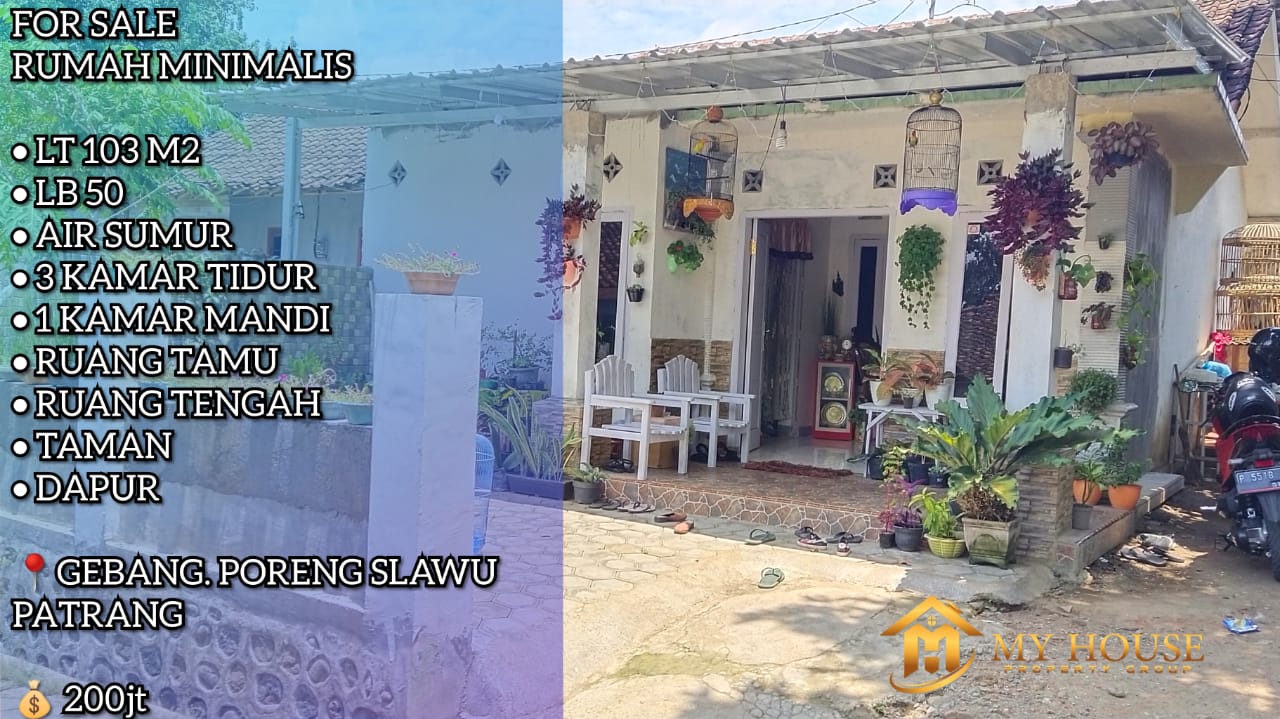 FOR SALE
RUMAH MINIMALIS
• LT 103 M2
• LB 50
• AIR SUMUR
• 3 KAMAR TIDUR
• 1 KAMAR MANDI
• RUANG TAMU
• RUANG TENGAH
• TAMAN
• DAPUR
📍 GEBANG. PORENG SLAWU
PATRANG
💰 200jt
MY HOUSE
PROPERTY GROUP